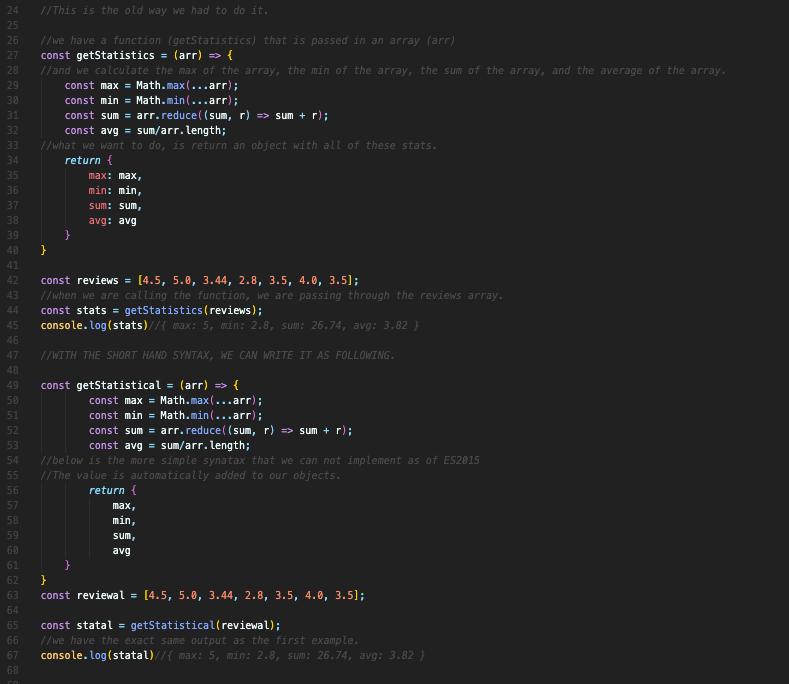 24 //This is the old way we had to do it.
25
26 //we have a function (getStatistics) that is passed in an array (arr)
27 const getStatistics = (arr) => {
28 //and we calculate the max of the array, the min of the array, the sum of the array, and the average of the array.
29     const max = Math.max(...arr);
30     const min = Math.min(...arr);
31     const sum = arr.reduce((sum, r) => sum + r);
32     const avg = sum/arr.length;
33 //what we want to do, is return an object with all of these stats.
34     return {
35         max: max,
36         min: min,
37         sum: sum,
38         avg: avg
39     }
40 }
41
42 const reviews = [4.5, 5.0, 3.44, 2.8, 3.5, 4.0, 3.5];
43 //when we are calling the function, we are passing through the reviews array.
44 const stats = getStatistics(reviews);
45 console.log(stats)//{ max: 5, min: 2.8, sum: 26.74, avg: 3.82 }
46
47 //WITH THE SHORT HAND SYNTAX, WE CAN WRITE IT AS FOLLOWING.
48
49 const getStatistical = (arr) => {
50         const max = Math.max(...arr);
51         const min = Math.min(...arr);
52         const sum = arr.reduce((sum, r) => sum + r);
53         const avg = sum/arr.length;
54 //below is the more simple synatax that we can not implement as of ES2015
55 //The value is automatically added to our objects.
56         return {
57             max,
58             min,
59             sum,
60             avg
61     }
62 }
63 const reviewal = [4.5, 5.0, 3.44, 2.8, 3.5, 4.0, 3.5];
64
65 const statal = getStatistical(reviewal);
66 //we have the exact same output as the first example.
67 console.log(statal)//{ max: 5, min: 2.8, sum: 26.74, avg: 3.82 }
68